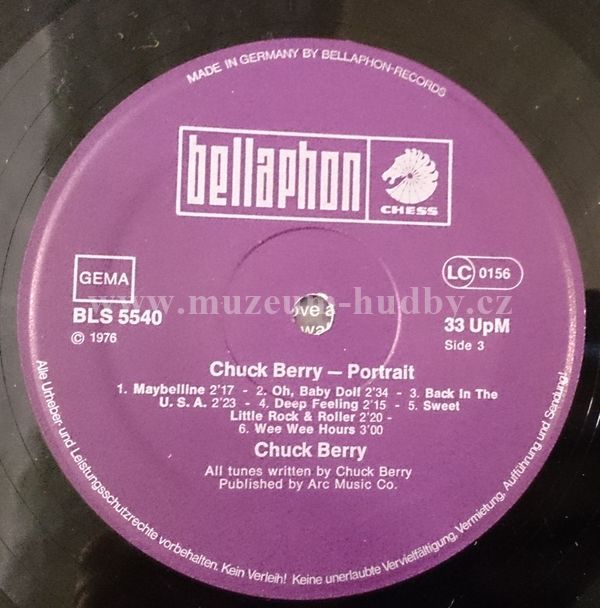 MADE IN GERMANY BY BELLAPHON-RECORDS
bellaphon
CHESS
GEMA
LC 0156
www.muzeum-hudby.cz
BLS 5540
℗ 1976
33 UpM
Side 3
Chuck Berry – Portrait
1. Maybelline 2'17 - 2. Oh, Baby Doll 2'34 - 3. Back In The
U. S. A. 2'23 - 4. Deep Feeling 2'15 - 5. Sweet
Little Rock & Roller 2'20 -
6. Wee Wee Hours 3'00
Chuck Berry
All tunes written by Chuck Berry
Published by Arc Music Co.
Alle Urheber- und Leistungsschutzrechte vorbehalten. Kein Verleih! Keine unerlaubte Vervielfältigung, Vermietung, Aufführung und Sendung!